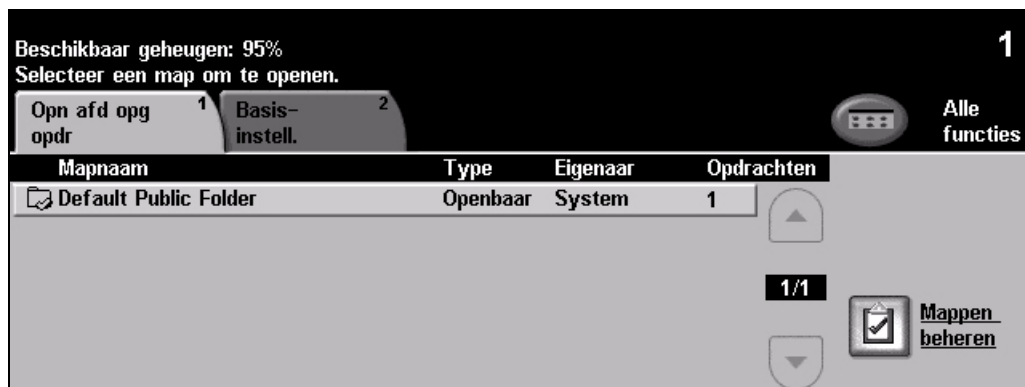 1
Beschikbaar geheugen: 95%
Selecteer een map om te openen.
Opn afd opg 1
opdr
Basis- 2
instell.
Alle
functies
Mapnaam Type Eigenaar Opdrachten
Default Public Folder Openbaar System 1
1/1
Mappen
beheren